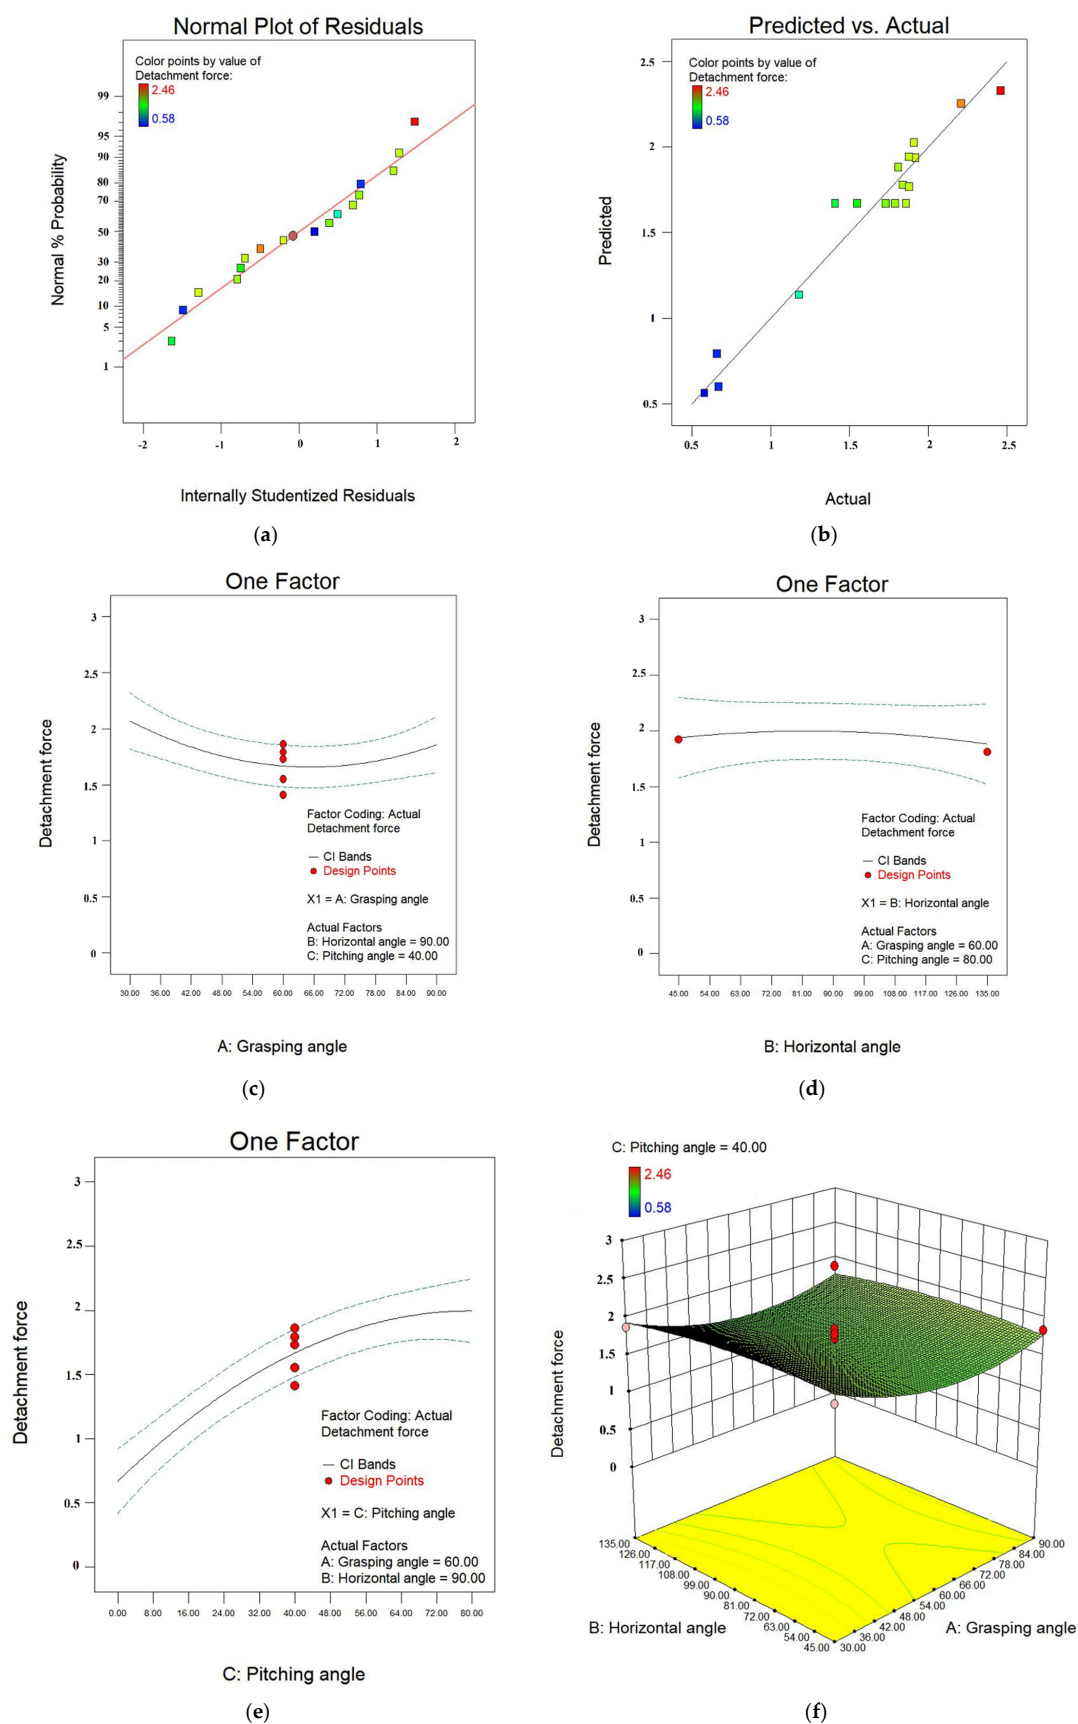 Normal Plot of Residuals
Color points by value of
Detachment force:
2.46
0.58
Normal % Probability
99
95
90
80
70
50
30
20
10
5
1
-2
-1
0
1
2
Internally Studentized Residuals
(a)
Predicted vs. Actual
Color points by value of
Detachment force:
2.46
0.58
Predicted
2.5
2
1.5
1
0.5
0.5
1
1.5
2
2.5
Actual
(b)
One Factor
Detachment force
3
2.5
2
1.5
1
0.5
0
Factor Coding: Actual
Detachment force
CI Bands
Design Points
X1 = A: Grasping angle
Actual Factors
B: Horizontal angle = 90.00
C: Pitching angle = 40.00
30.00 36.00 42.00 48.00 54.00 60.00 66.00 72.00 78.00 84.00 90.00
A: Grasping angle
(c)
One Factor
Detachment force
3
2.5
2
1.5
1
0.5
0
Factor Coding: Actual
Detachment force
CI Bands
Design Points
X1 = B: Horizontal angle
Actual Factors
A: Grasping angle = 60.00
C: Pitching angle = 80.00
45.00 54.00 63.00 72.00 81.00 90.00 99.00 108.00 117.00 126.00 135.00
B: Horizontal angle
(d)
One Factor
Detachment force
3
2.5
2
1.5
1
0.5
0
Factor Coding: Actual
Detachment force
CI Bands
Design Points
X1 = C: Pitching angle
Actual Factors
A: Grasping angle = 60.00
B: Horizontal angle = 90.00
0.00 8.00 16.00 24.00 32.00 40.00 48.00 56.00 64.00 72.00 80.00
C: Pitching angle
(e)
C: Pitching angle = 40.00
2.46
0.58
Detachment force
3
2.5
2
1.5
1
0.5
0
135.00
126.00
117.00
108.00
99.00
90.00
81.00
72.00
63.00
54.00
45.00
30.00
36.00
42.00
48.00
54.00
60.00
66.00
72.00
78.00
84.00
90.00
B: Horizontal angle
A: Grasping angle
(f)